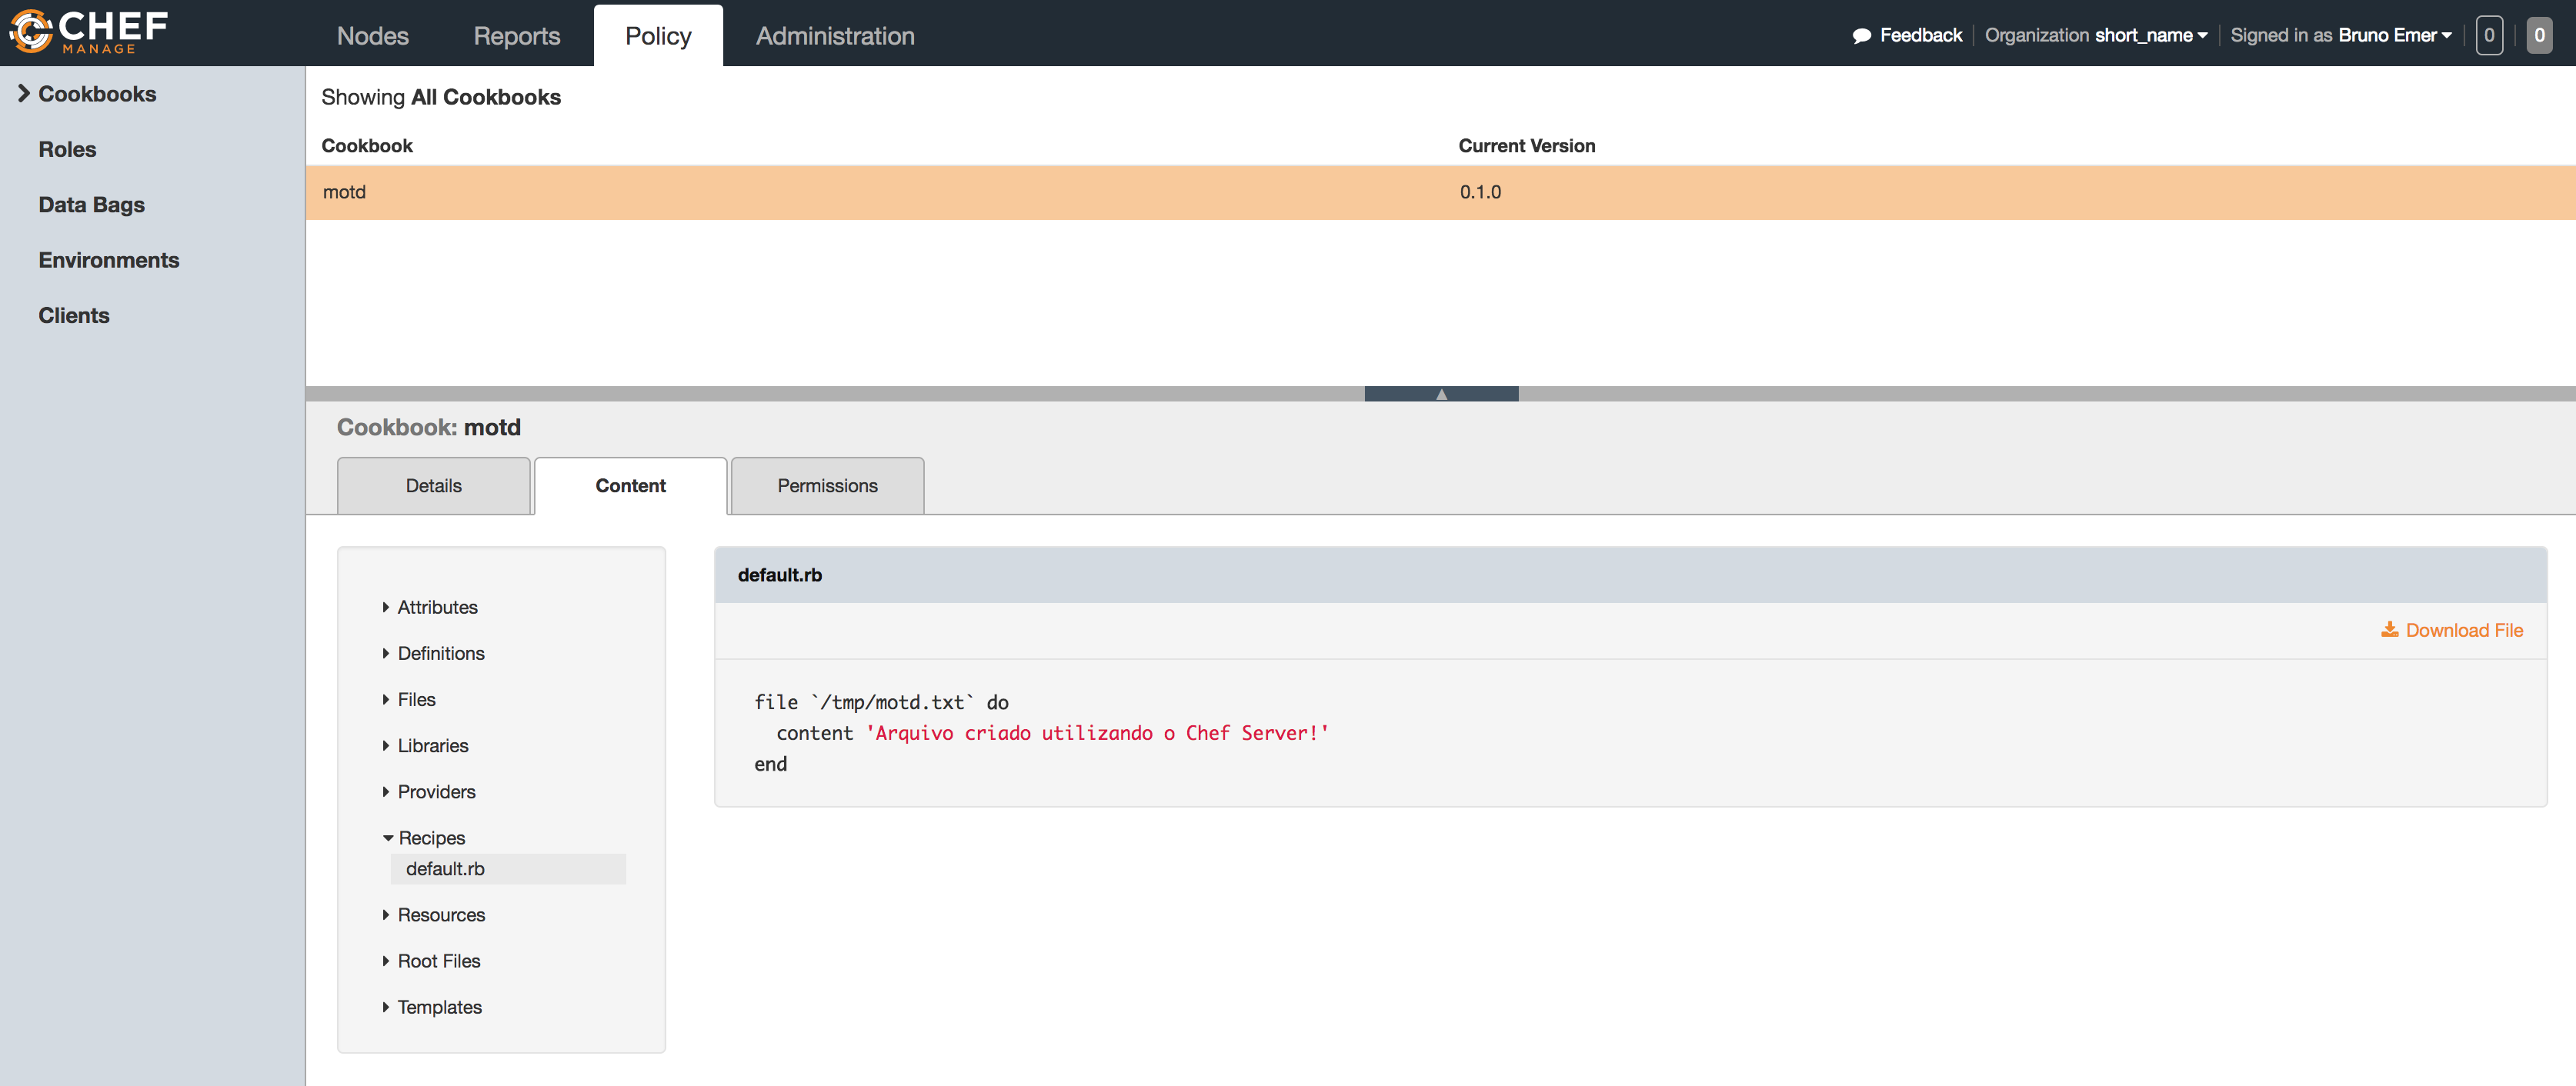 CHEF
MANAGE
Nodes Reports Policy Administration
Feedback Organization short_name Signed in as Bruno Emer 0 0
Cookbooks
Roles
Data Bags
Environments
Clients
Showing All Cookbooks
Cookbook Current Version
motd 0.1.0
Cookbook: motd
Details Content Permissions
Attributes
Definitions
Files
Libraries
Providers
Recipes
default.rb
Resources
Root Files
Templates
default.rb
Download File
file `/tmp/motd.txt` do
  content 'Arquivo criado utilizando o Chef Server!'
end